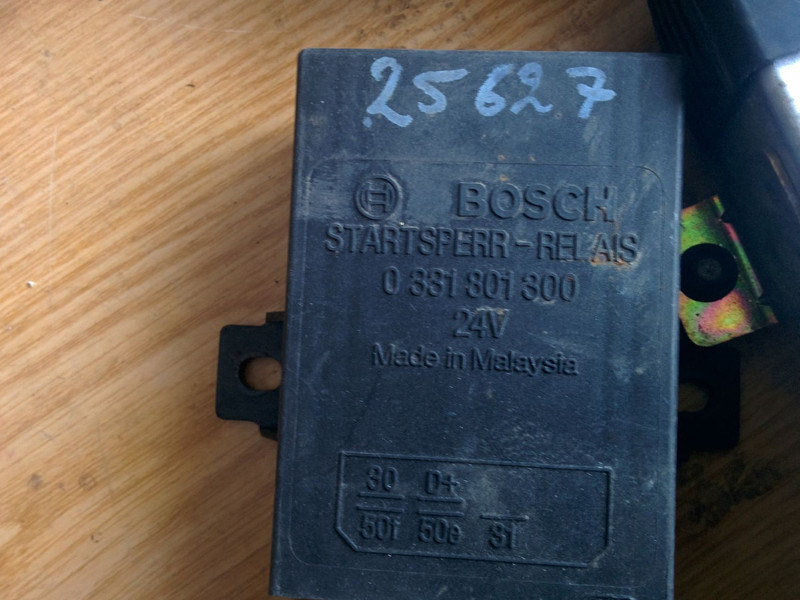 25627
BOSCH
STARTSPERR-RELAIS
0 331 801 300
24V
Made in Malaysia
30 D+
50f 50e 31